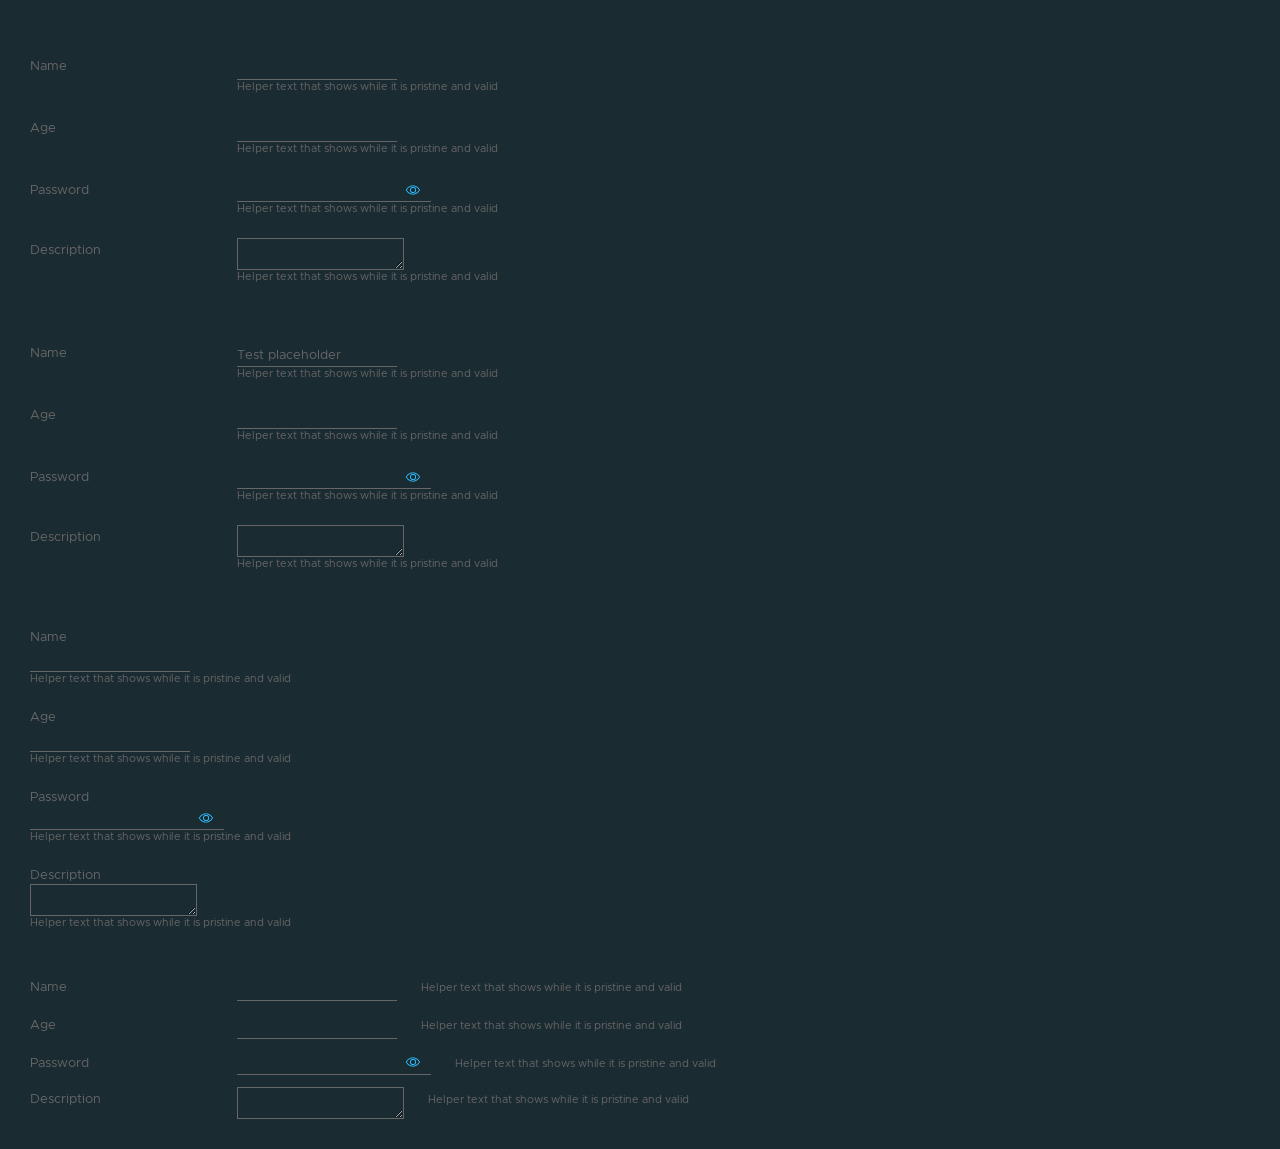 Name
Helper text that shows while it is pristine and valid
Age
Helper text that shows while it is pristine and valid
Password
Helper text that shows while it is pristine and valid
Description
Helper text that shows while it is pristine and valid
Name Test placeholder
Helper text that shows while it is pristine and valid
Age
Helper text that shows while it is pristine and valid
Password
Helper text that shows while it is pristine and valid
Description
Helper text that shows while it is pristine and valid
Name
Helper text that shows while it is pristine and valid
Age
Helper text that shows while it is pristine and valid
Password
Helper text that shows while it is pristine and valid
Description
Helper text that shows while it is pristine and valid
Name Helper text that shows while it is pristine and valid
Age Helper text that shows while it is pristine and valid
Password Helper text that shows while it is pristine and valid
Description Helper text that shows while it is pristine and valid